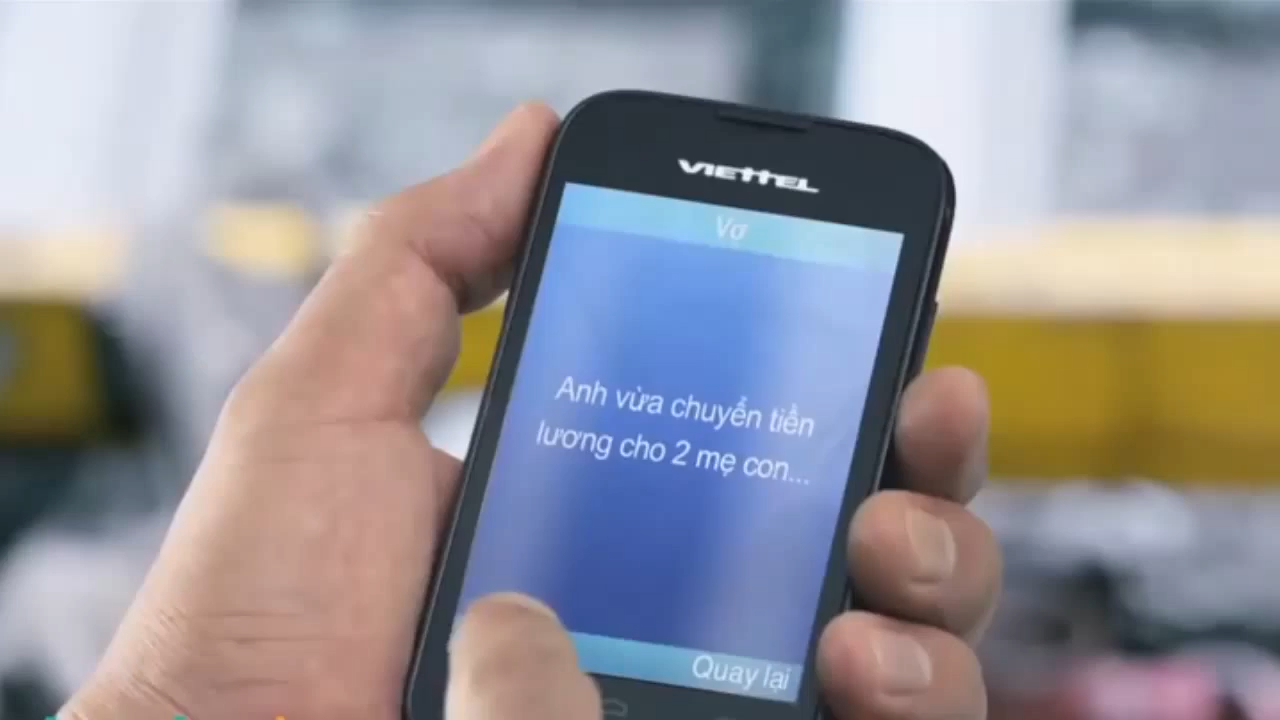 VIETTEL
Vợ
Anh vừa chuyển tiền
lương cho 2 mẹ con...
Quay lại